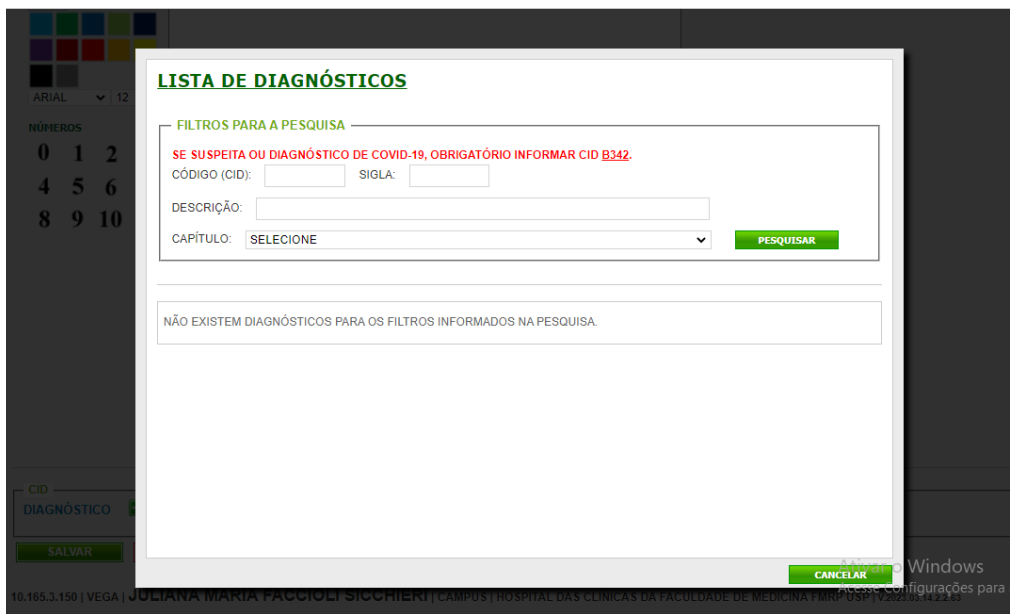 ARIAL 12
NÚMEROS
0 1 2
4 5 6
8 9 10
LISTA DE DIAGNÓSTICOS
FILTROS PARA A PESQUISA
SE SUSPEITA OU DIAGNÓSTICO DE COVID-19, OBRIGATÓRIO INFORMAR CID B342.
CÓDIGO (CID): SIGLA:
DESCRIÇÃO:
CAPÍTULO: SELECIONE PESQUISAR
NÃO EXISTEM DIAGNÓSTICOS PARA OS FILTROS INFORMADOS NA PESQUISA.
CID
DIAGNÓSTICO
SALVAR
Ativar o Windows
CANCELAR
Acesse Configurações para
10.165.3.150 | VEGA | JULIANA MARIA FACCIOLI SICCHIERI | CAMPUS | HOSPITAL DAS CLINICAS DA FACULDADE DE MEDICINA FMRP USP |